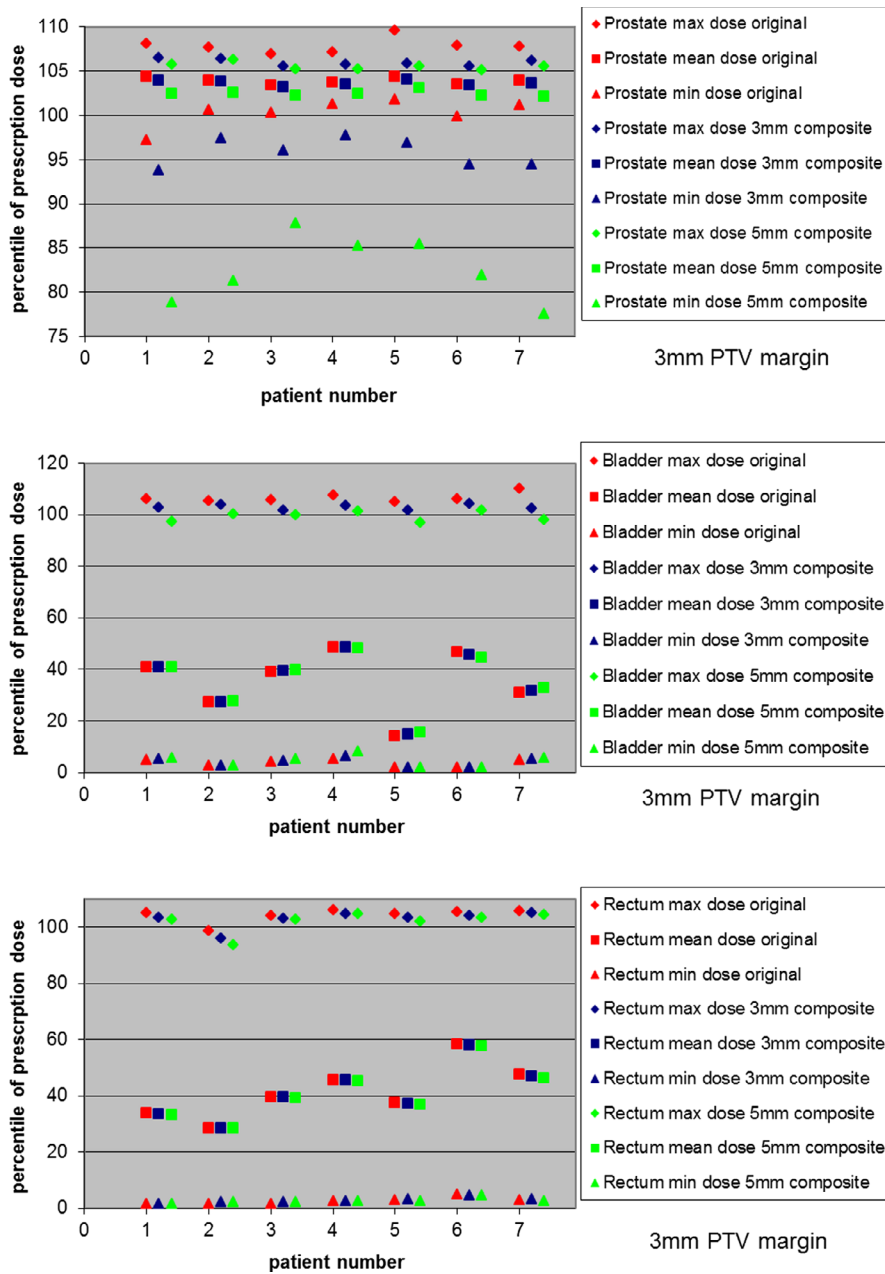 percentile of prescrption dose
110
105
100
95
90
85
80
75
0
1
2
3
4
5
6
7
patient number
Prostate max dose original
Prostate mean dose original
Prostate min dose original
Prostate max dose 3mm composite
Prostate mean dose 3mm composite
Prostate min dose 3mm composite
Prostate max dose 5mm composite
Prostate mean dose 5mm composite
Prostate min dose 5mm composite
3mm PTV margin
percentile of prescrption dose
120
100
80
60
40
20
0
0
1
2
3
4
5
6
7
patient number
Bladder max dose original
Bladder mean dose original
Bladder min dose original
Bladder max dose 3mm composite
Bladder mean dose 3mm composite
Bladder min dose 3mm composite
Bladder max dose 5mm composite
Bladder mean dose 5mm composite
Bladder min dose 5mm composite
3mm PTV margin
percentile of prescrption dose
100
80
60
40
20
0
0
1
2
3
4
5
6
7
patient number
Rectum max dose original
Rectum mean dose original
Rectum min dose original
Rectum max dose 3mm composite
Rectum mean dose 3mm composite
Rectum min dose 3mm composite
Rectum max dose 5mm composite
Rectum mean dose 5mm composite
Rectum min dose 5mm composite
3mm PTV margin